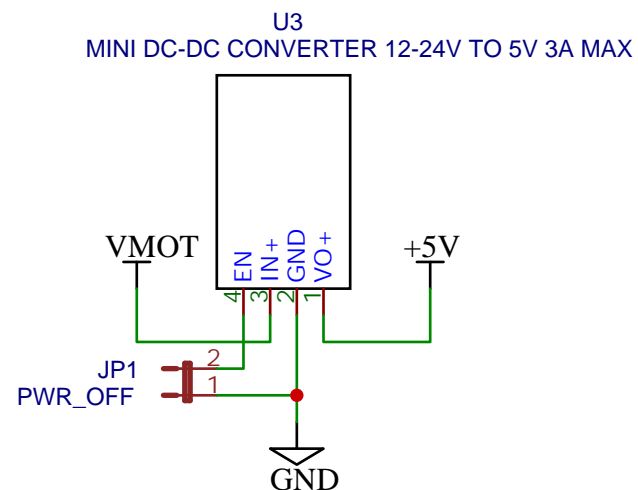 U3
MINI DC-DC CONVERTER 12-24V TO 5V 3A MAX
VMOT
+5V
EN
IN+
GND
VO+
4
3
2
1
JP1
PWR_OFF
2
1
GND